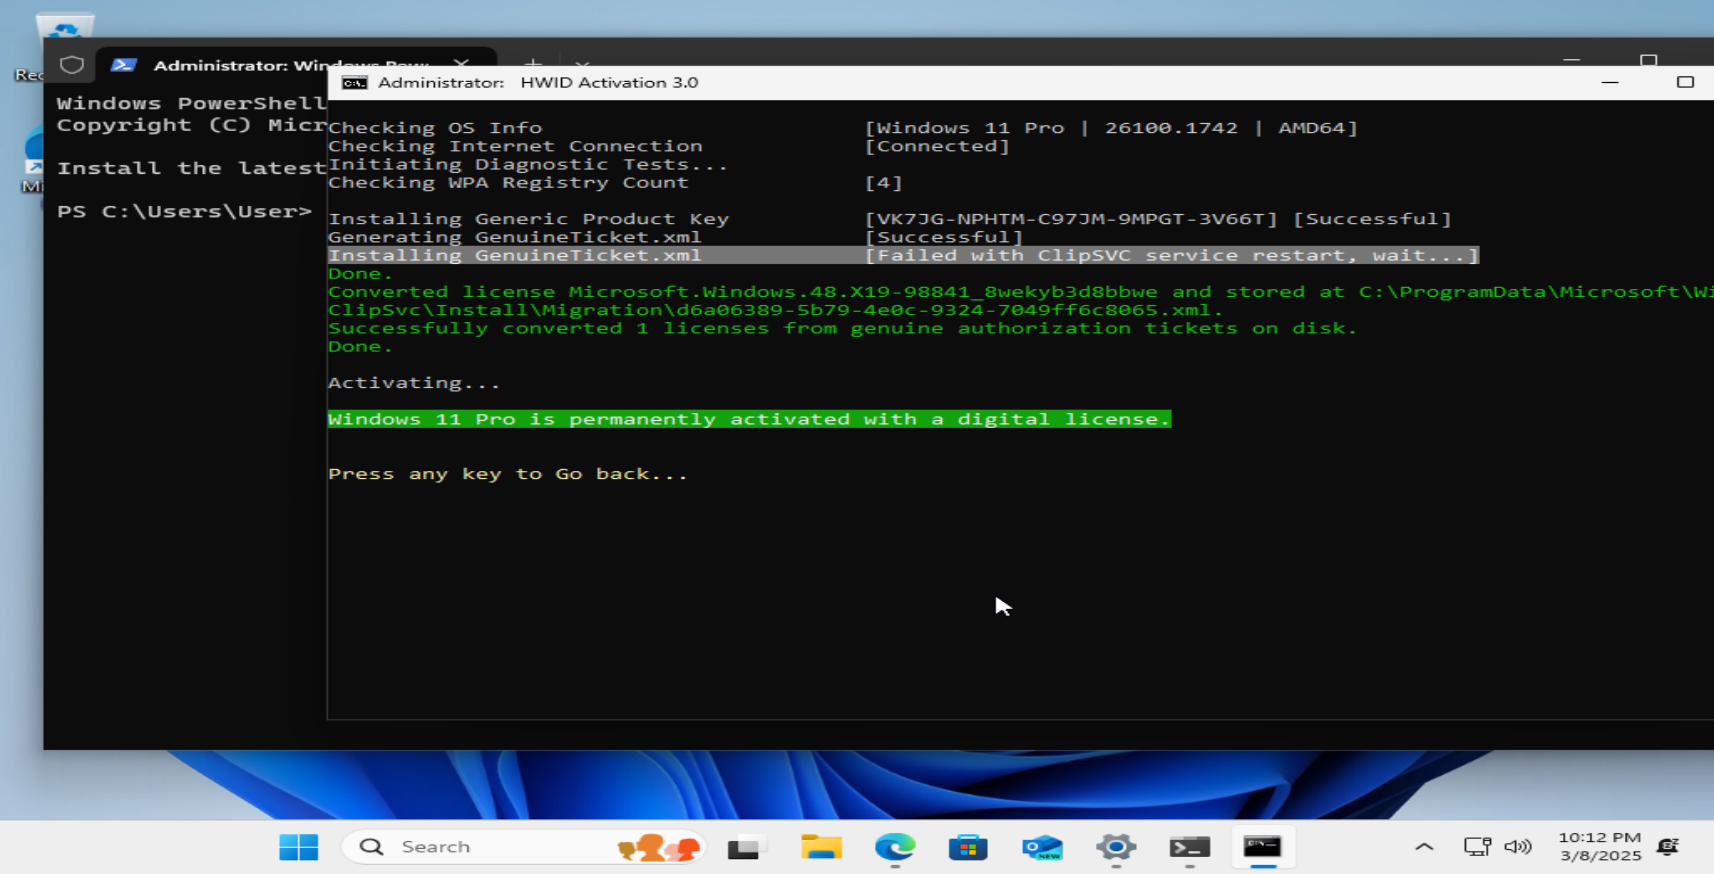 Rec
Mi
Administrator: Windows Pow
Windows PowerShell
Copyright (C) Micr
Install the latest
PS C:\Users\User>
Administrator:  HWID Activation 3.0
Checking OS Info [Windows 11 Pro | 26100.1742 | AMD64]
Checking Internet Connection [Connected]
Initiating Diagnostic Tests...
Checking WPA Registry Count [4]
Installing Generic Product Key [VK7JG-NPHTM-C97JM-9MPGT-3V66T] [Successful]
Generating GenuineTicket.xml [Successful]
Installing GenuineTicket.xml [Failed with ClipSVC service restart, wait...]
Done.
Converted license Microsoft.Windows.48.X19-98841_8wekyb3d8bbwe and stored at C:\ProgramData\Microsoft\Wi
ClipSvc\Install\Migration\d6a06389-5b79-4e0c-9324-7049ff6c8065.xml.
Successfully converted 1 licenses from genuine authorization tickets on disk.
Done.
Activating...
Windows 11 Pro is permanently activated with a digital license.
Press any key to Go back...
Search
NEW
10:12 PM
3/8/2025